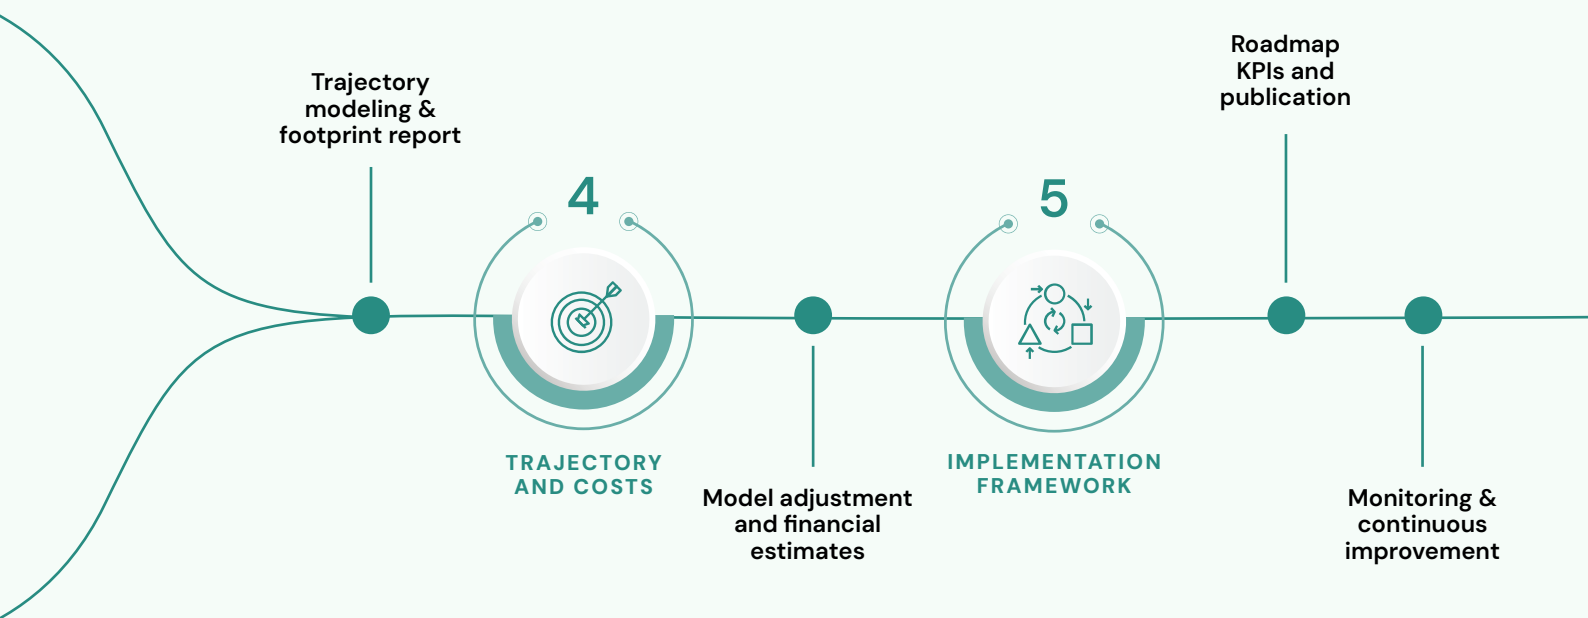 Trajectory
modeling &
footprint report
4
TRAJECTORY
AND COSTS
Model adjustment
and financial
estimates
5
IMPLEMENTATION
FRAMEWORK
Roadmap
KPIs and
publication
Monitoring &
continuous
improvement